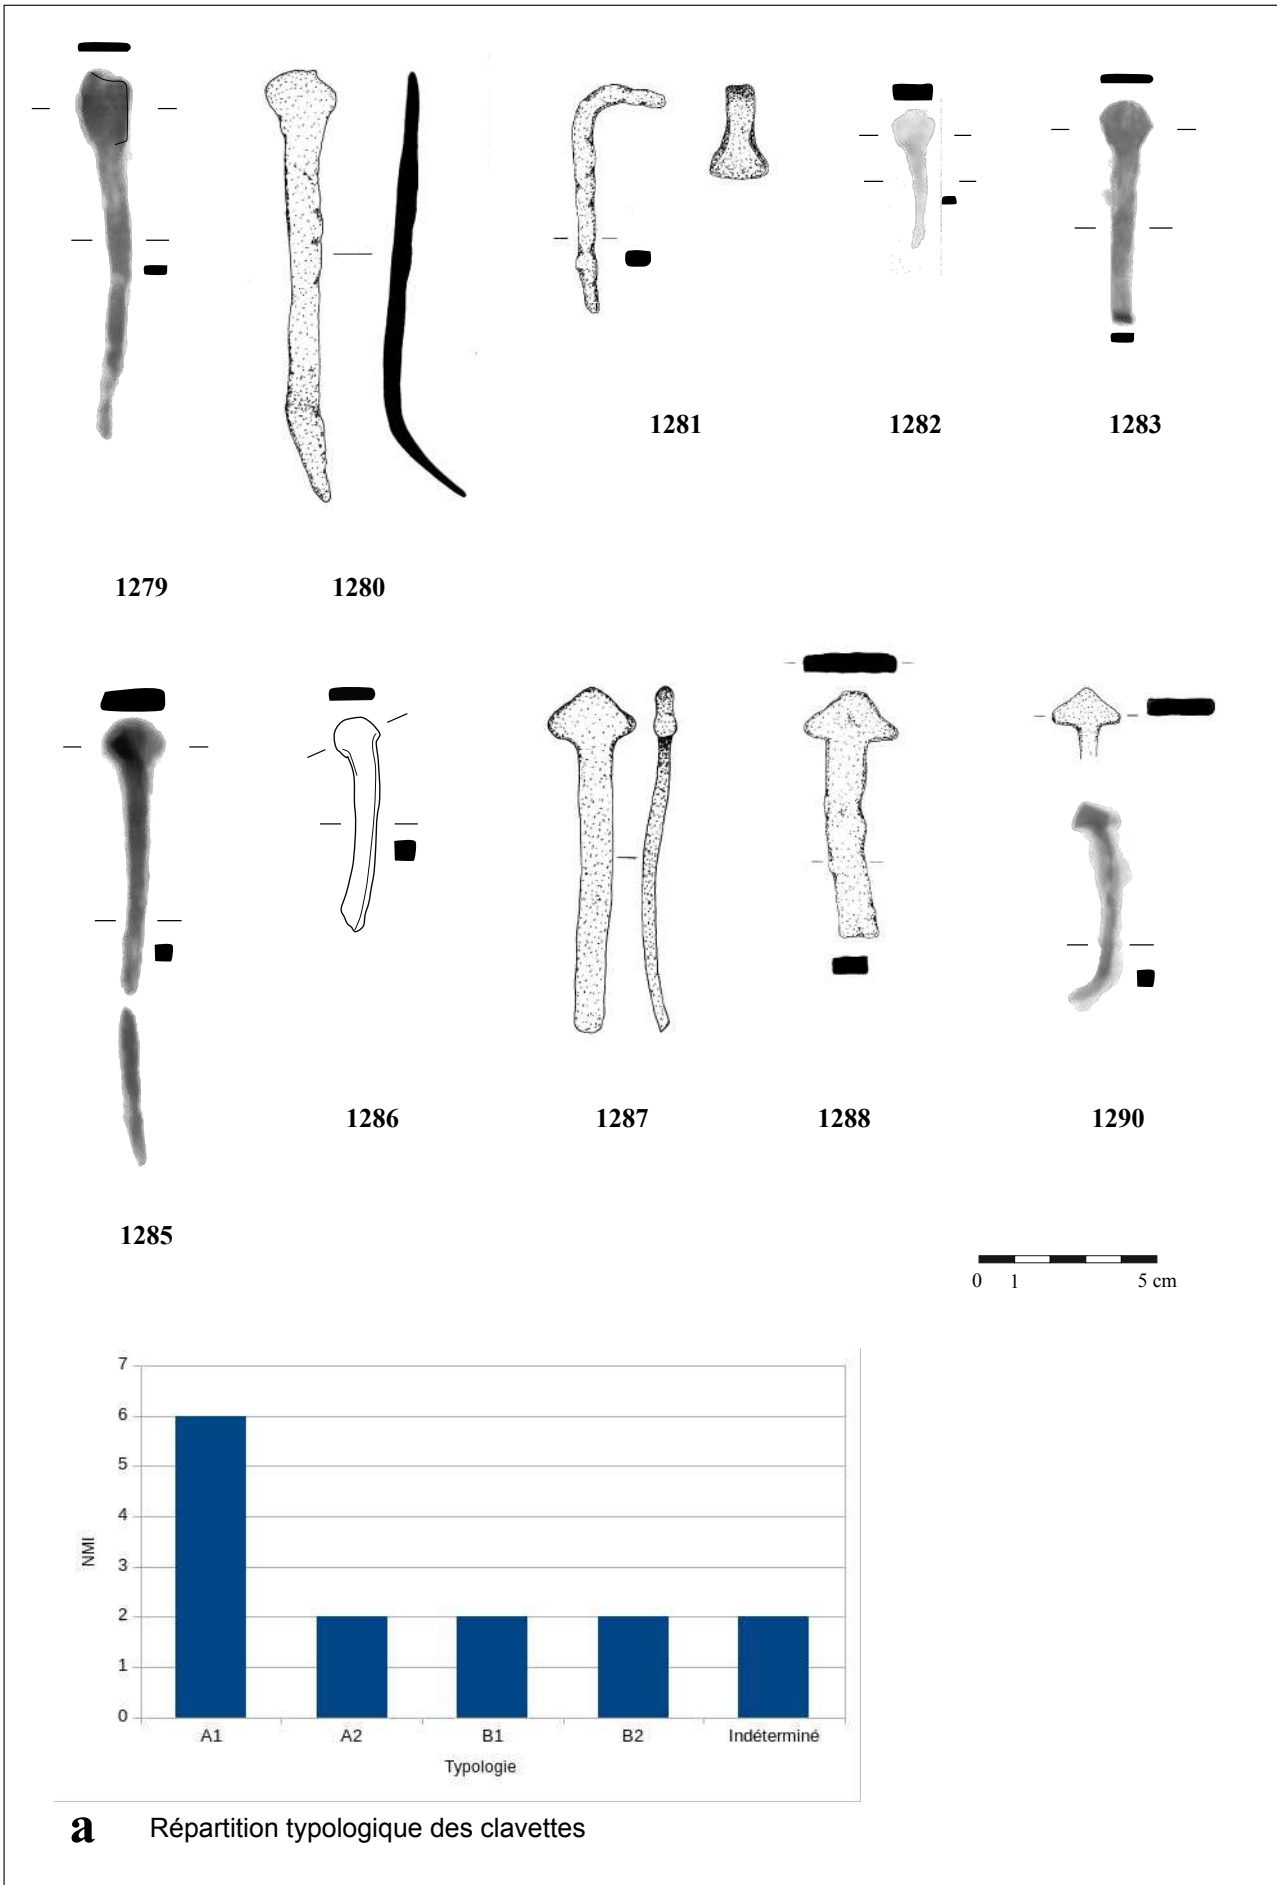 1281 1282 1283
1279 1280
1286 1287 1288 1290
1285
0 1 5 cm
7
6
5
4
3
2
1
0
NMI
A1 A2 B1 B2 Indéterminé
Typologie
a Répartition typologique des clavettes